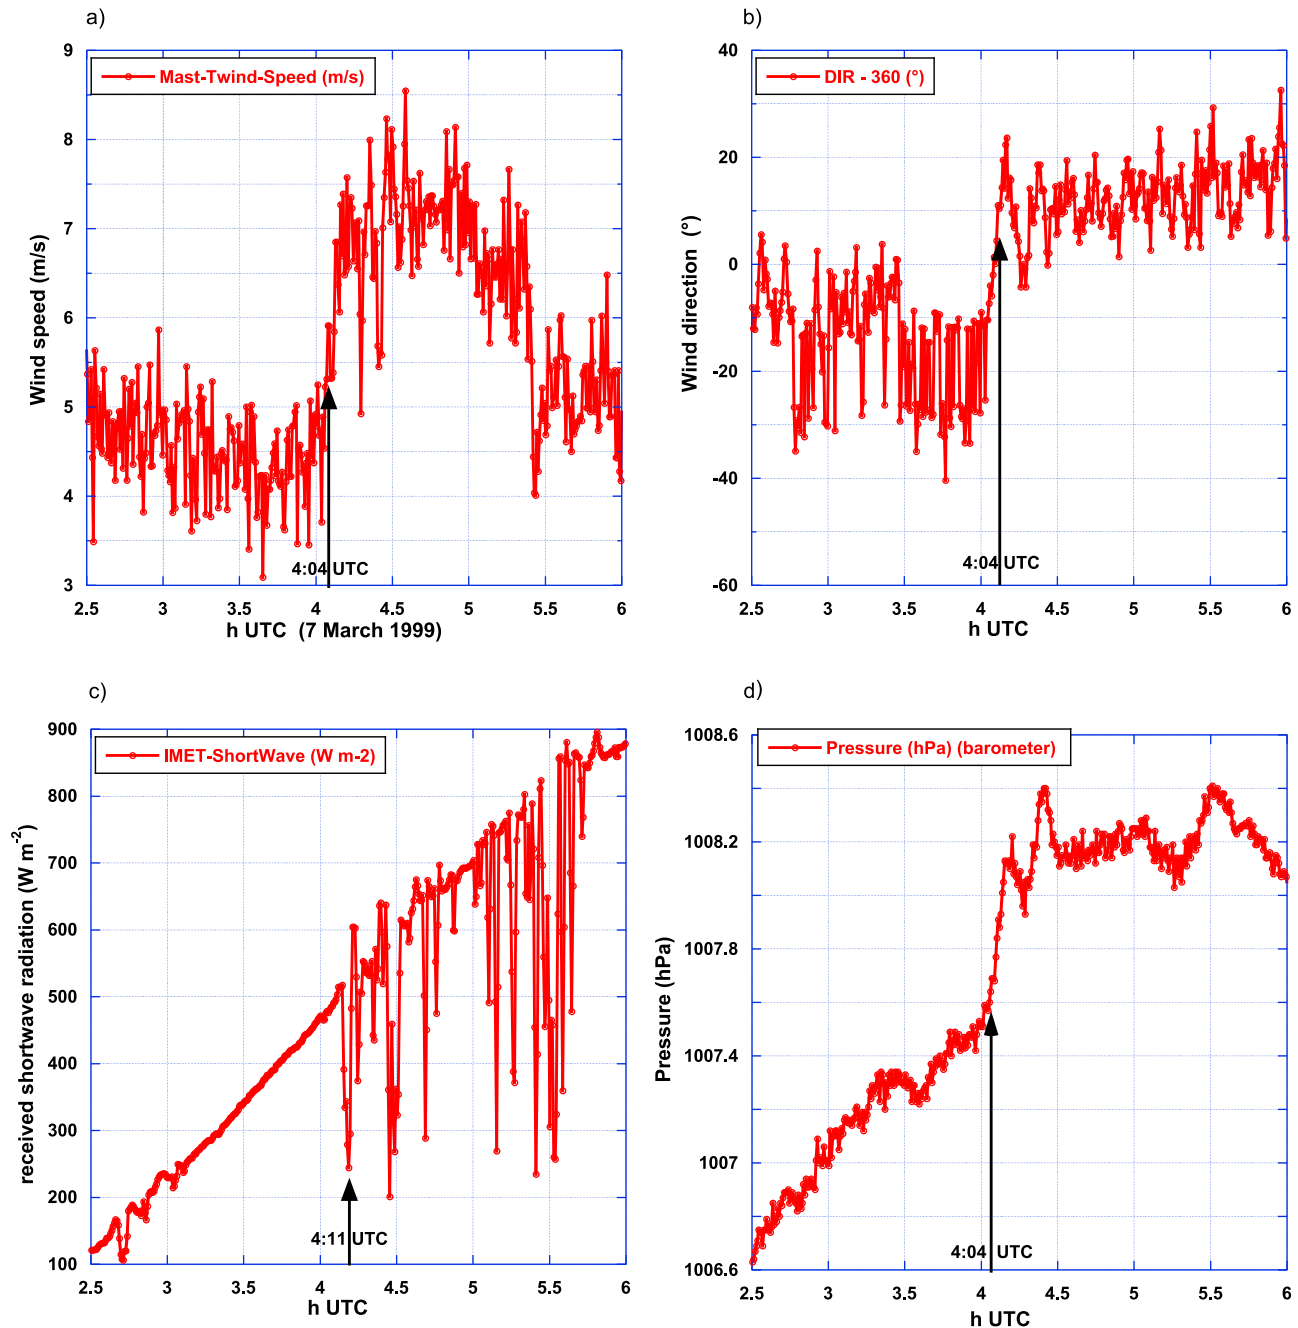 a)
Mast-Twind-Speed (m/s)
Wind speed (m/s)
9
8
7
6
5
4
3
4:04 UTC
2.5 3 3.5 4 4.5 5 5.5 6
h UTC (7 March 1999)
b)
DIR - 360 (°)
Wind direction (°)
40
20
0
-20
-40
-60
4:04 UTC
2.5 3 3.5 4 4.5 5 5.5 6
h UTC
c)
IMET-ShortWave (W m-2)
received shortwave radiation (W m-2)
900
800
700
600
500
400
300
200
100
4:11 UTC
2.5 3 3.5 4 4.5 5 5.5 6
h UTC
d)
Pressure (hPa) (barometer)
Pressure (hPa)
1008.6
1008.2
1007.8
1007.4
1007
1006.6
4:04 UTC
2.5 3 3.5 4 4.5 5 5.5 6
h UTC